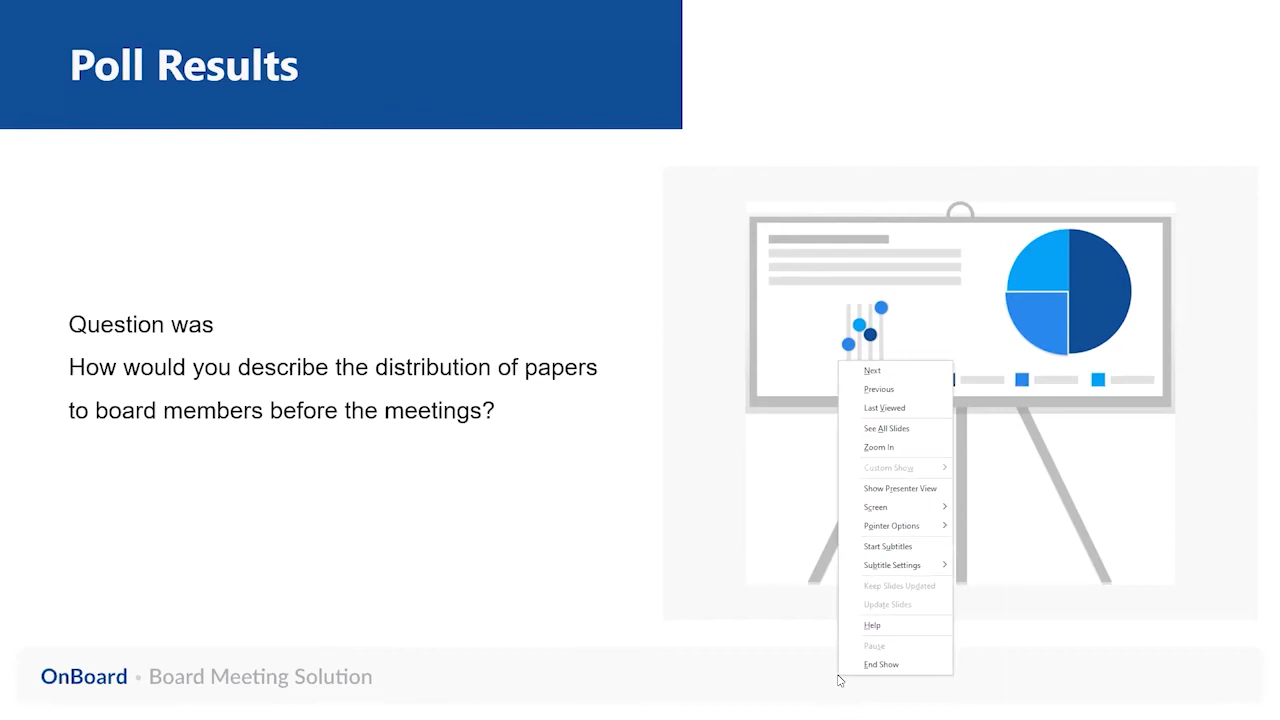 Poll Results
Question was
How would you describe the distribution of papers
to board members before the meetings?
Next
Previous
Last Viewed
See All Slides
Zoom In
Custom Show
Show Presenter View
Screen
Pointer Options
Start Subtitles
Subtitle Settings
Keep Slides Updated
Update Slides
Help
Pause
End Show
OnBoard • Board Meeting Solution